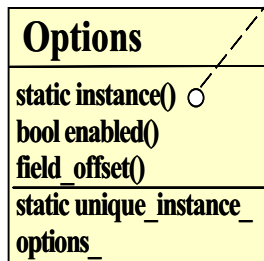 Options
static instance()
bool enabled()
field_offset()
static unique_instance_
options_